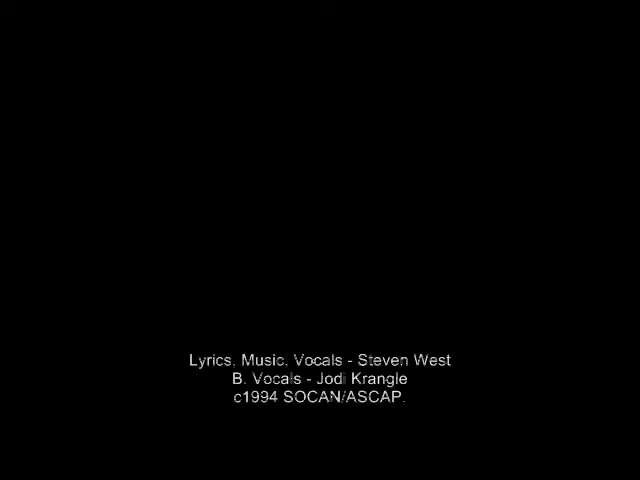 Lyrics, Music, Vocals - Steven West
B. Vocals - Jodi Krangle
c1994 SOCAN/ASCAP.